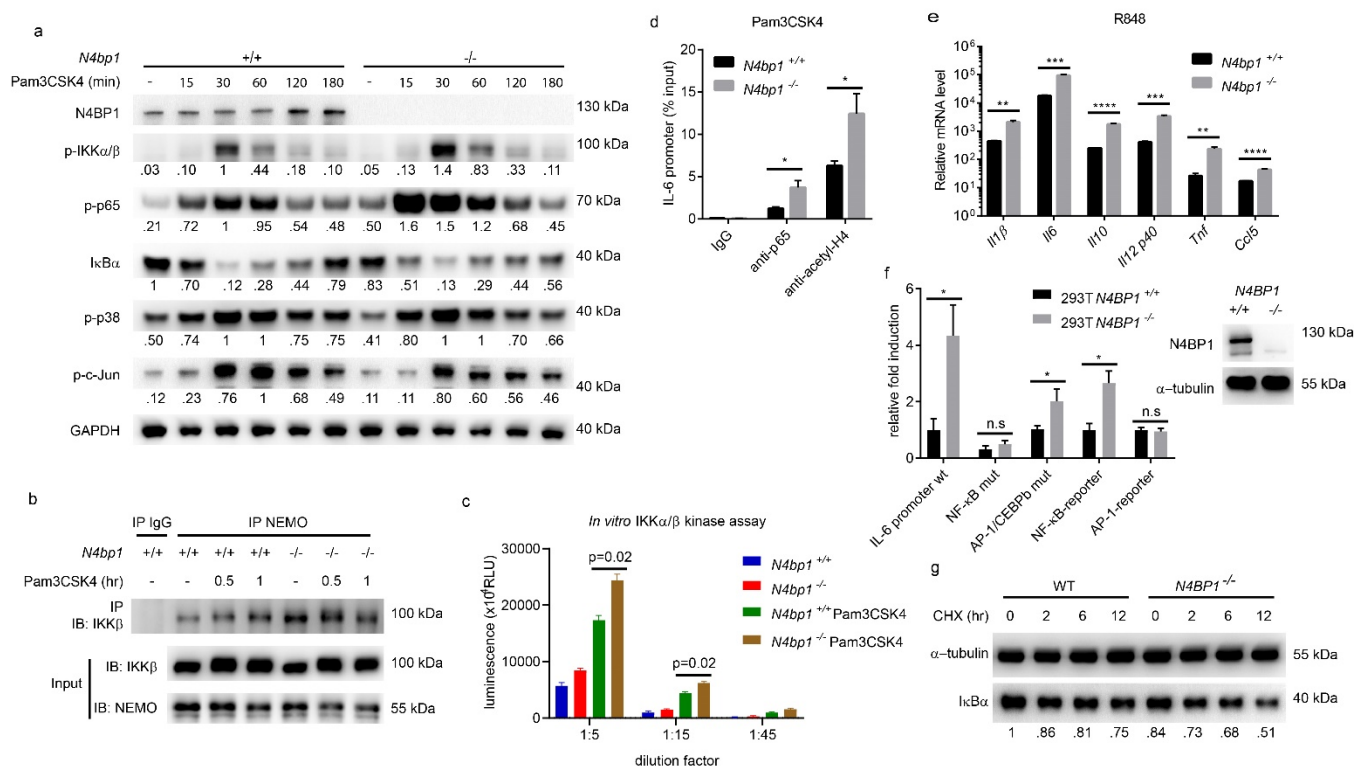 a
N4bp1 +/+ -/-
Pam3CSK4 (min) - 15 30 60 120 180 - 15 30 60 120 180
N4BP1 130 kDa
p-IKKα/β 100 kDa
.03 .10 1 .44 .18 .10 .05 .13 1.4 .83 .33 .11
p-p65 70 kDa
.21 .72 1 .95 .54 .48 .50 1.6 1.5 1.2 .68 .45
IκBα 40 kDa
1 .70 .12 .28 .44 .79 .83 .51 .13 .29 .44 .56
p-p38 40 kDa
.50 .74 1 1 .75 .75 .41 .80 1 1 .70 .66
p-c-Jun 40 kDa
.12 .23 .76 1 .68 .49 .11 .11 .80 .60 .56 .46
GAPDH 40 kDa
b
IP IgG IP NEMO
N4bp1 +/+ +/+ +/+ +/+ -/- -/- -/-
Pam3CSK4 (hr) - - 0.5 1 - 0.5 1
IP
IB: IKKβ 100 kDa
Input
IB: IKKβ 100 kDa
IB: NEMO 55 kDa
c
In vitro IKKα/β kinase assay
luminescence (x10⁴RLU)
30000
20000
10000
0
p=0.02
p=0.02
N4bp1 +/+
N4bp1 -/-
N4bp1 +/+ Pam3CSK4
N4bp1 -/- Pam3CSK4
1:5 1:15 1:45
dilution factor
d
Pam3CSK4
IL-6 promoter (% input)
20
15
10
5
0
N4bp1 +/+
N4bp1 -/-
*
*
IgG
anti-p65
anti-acetyl-H4
e
R848
Relative mRNA level
10⁶
10⁵
10⁴
10³
10²
10¹
10⁰
N4bp1 +/+
N4bp1 -/-
** *** **** *** ** ****
Il1β Il6 Il10 Il12 p40 Tnf Ccl5
f
relative fold induction
6
4
2
0
293T N4BP1 +/+
293T N4BP1 -/-
* n.s * * n.s
IL-6 promoter wt
NF-κB mut
AP-1/CEBPb mut
NF-κB-reporter
AP-1-reporter
N4BP1
+/+ -/-
N4BP1 130 kDa
α-tubulin 55 kDa
g
WT N4BP1-/-
CHX (hr) 0 2 6 12 0 2 6 12
α-tubulin 55 kDa
IκBα 40 kDa
1 .86 .81 .75 .84 .73 .68 .51